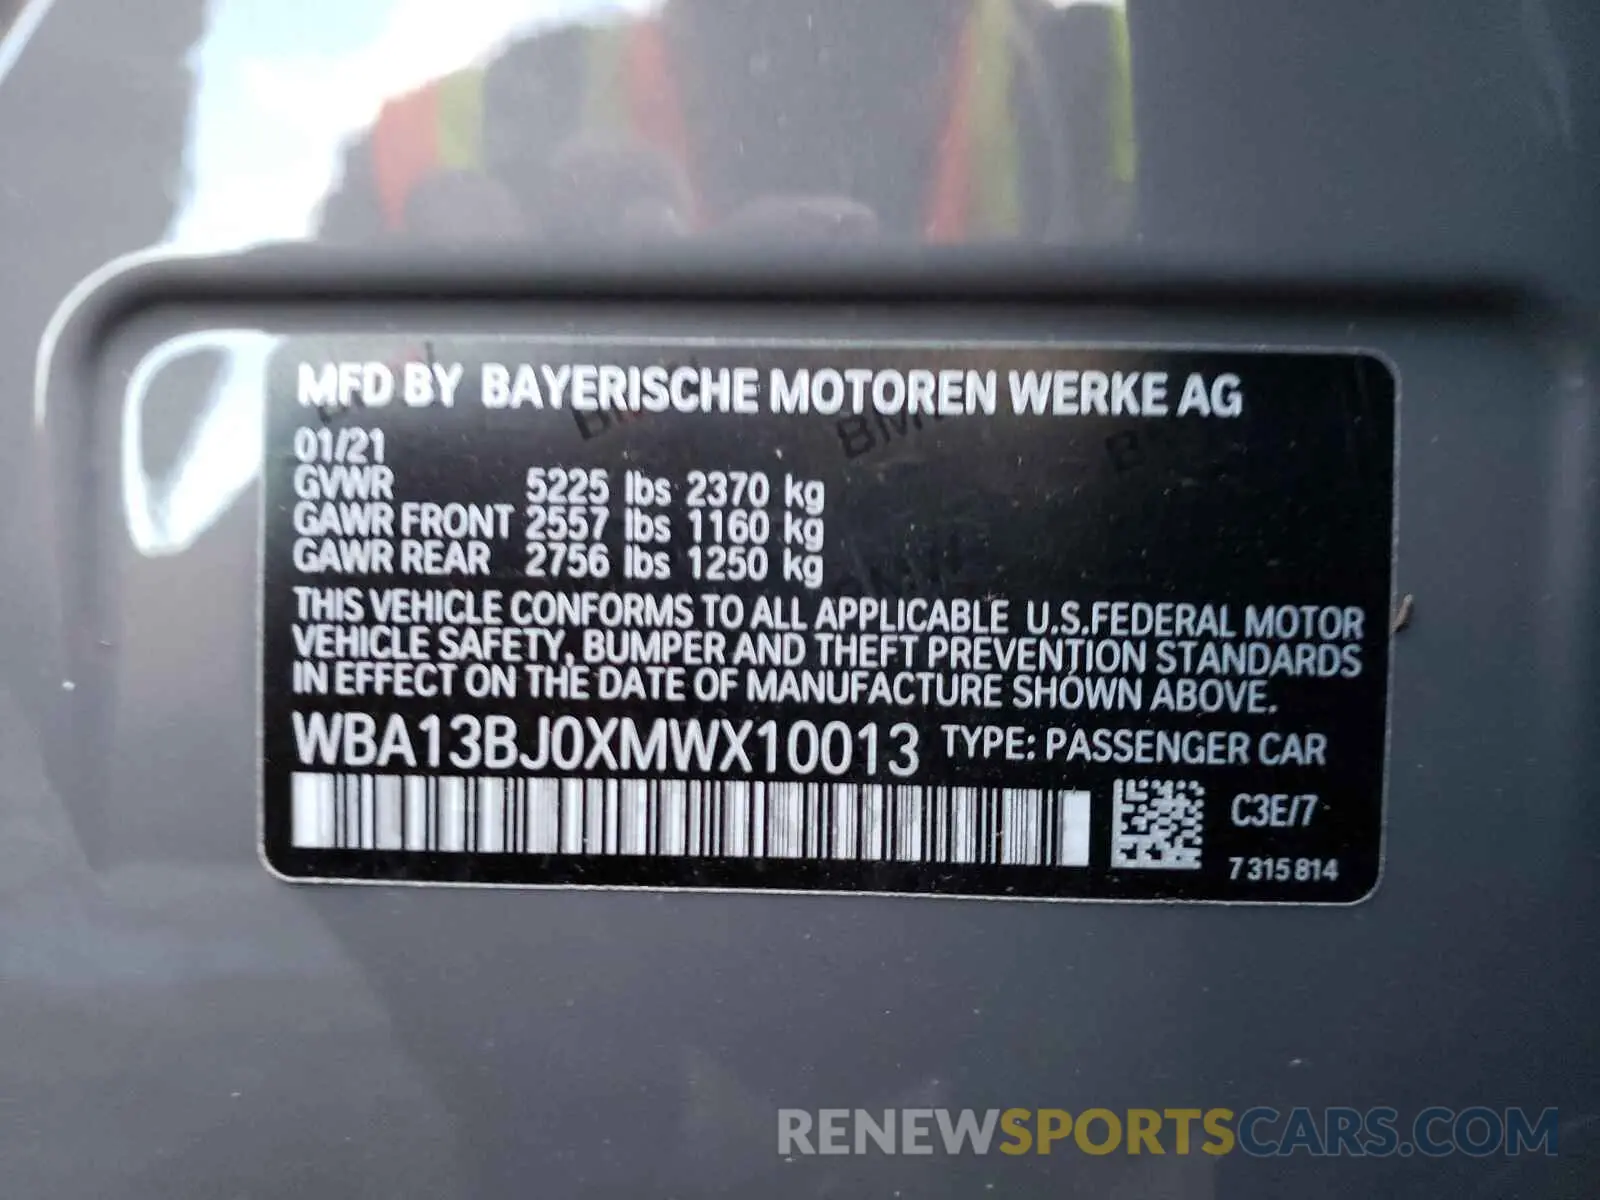 MFD BY BAYERISCHE MOTOREN WERKE AG
01/21
GVWR 5225 lbs 2370 kg
GAWR FRONT 2557 lbs 1160 kg
GAWR REAR 2756 lbs 1250 kg
THIS VEHICLE CONFORMS TO ALL APPLICABLE U.S.FEDERAL MOTOR
VEHICLE SAFETY, BUMPER AND THEFT PREVENTION STANDARDS
IN EFFECT ON THE DATE OF MANUFACTURE SHOWN ABOVE.
WBA13BJ0XMWX10013 TYPE: PASSENGER CAR
C3E/7
7 315 814
RENEWSPORTSCARS.COM